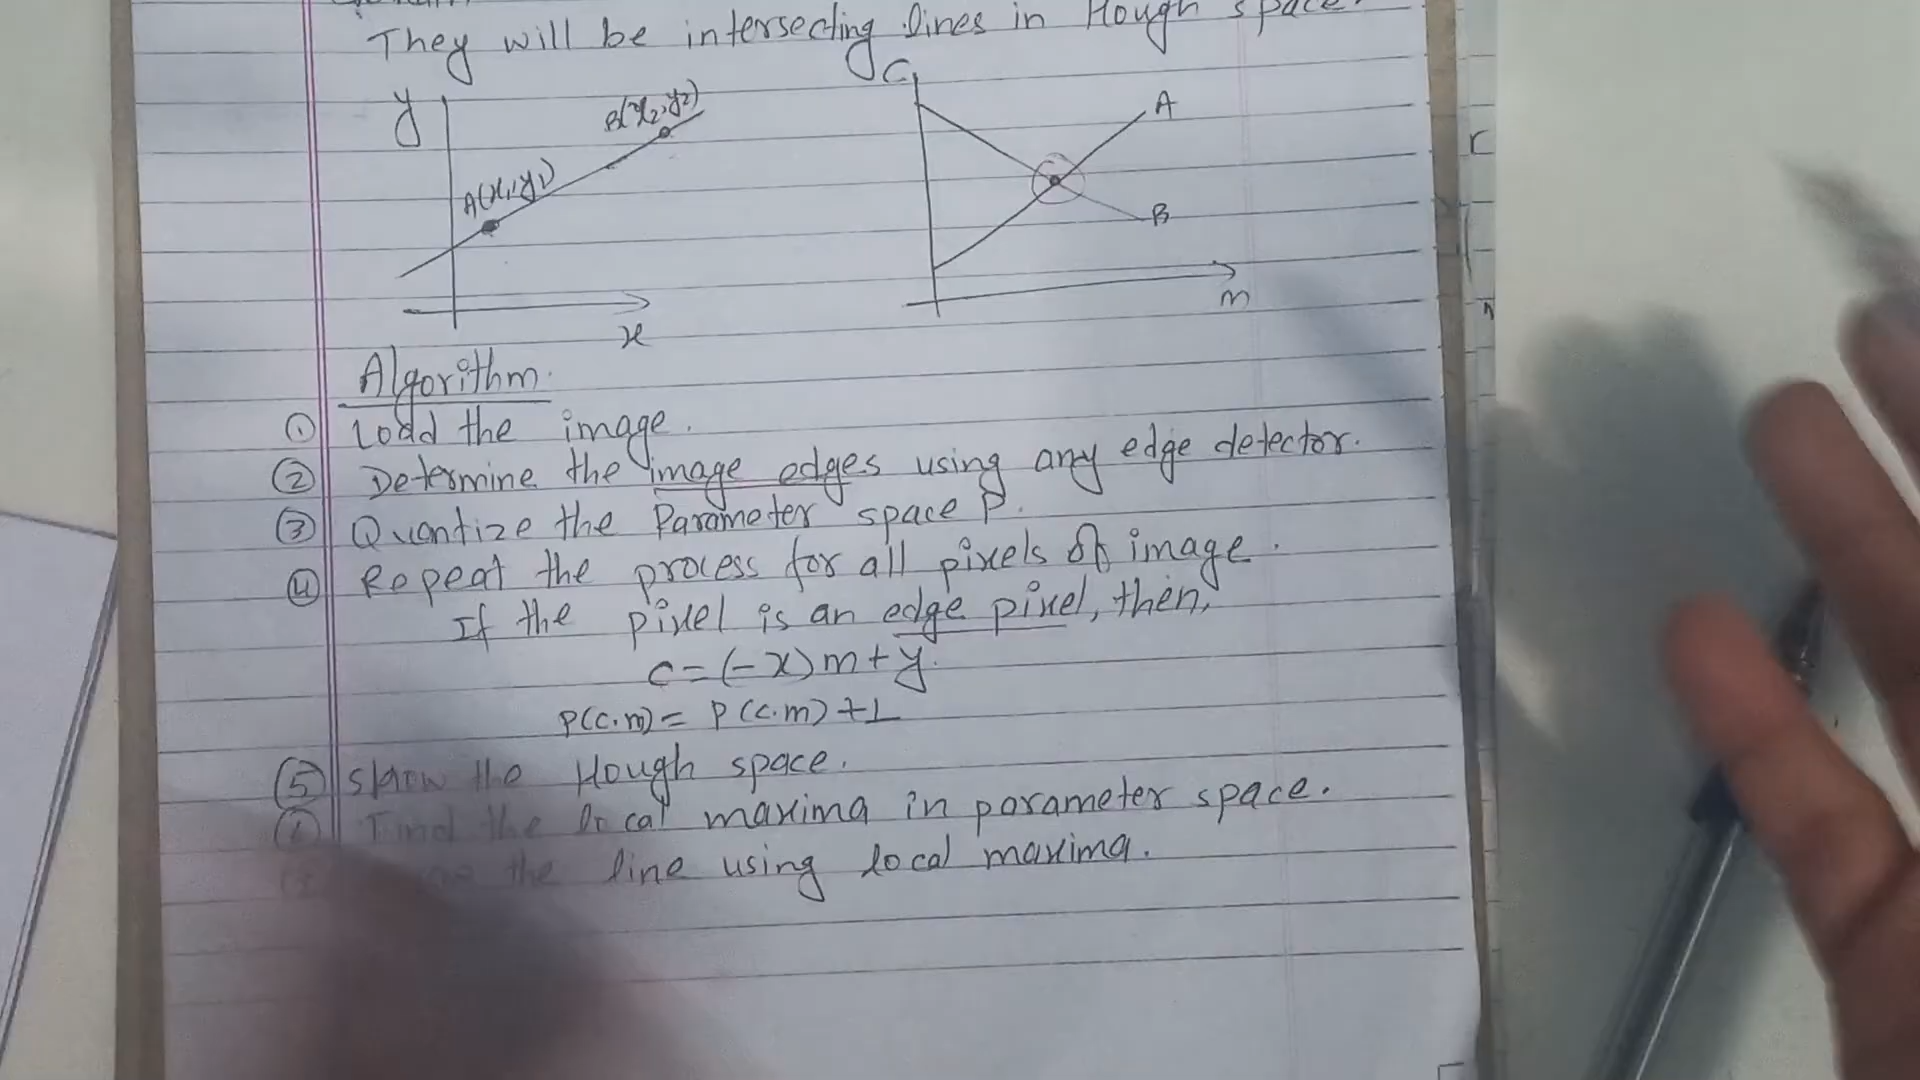 They will be intersecting lines in Hough space.
y
B(x2,y2)
A(x1,y1)
x
C
A
B
m
Algorithm.
① Load the image.
② Determine the image edges using any edge detector.
③ Quantize the Parameter space P.
④ Repeat the process for all pixels of image.
If the pixel is an edge pixel, then,
c=(-x)m+y.
P(c.m) = P(c.m)+1
⑤ Show the Hough space.
Find the local maxima in parameter space.
the line using local maxima.